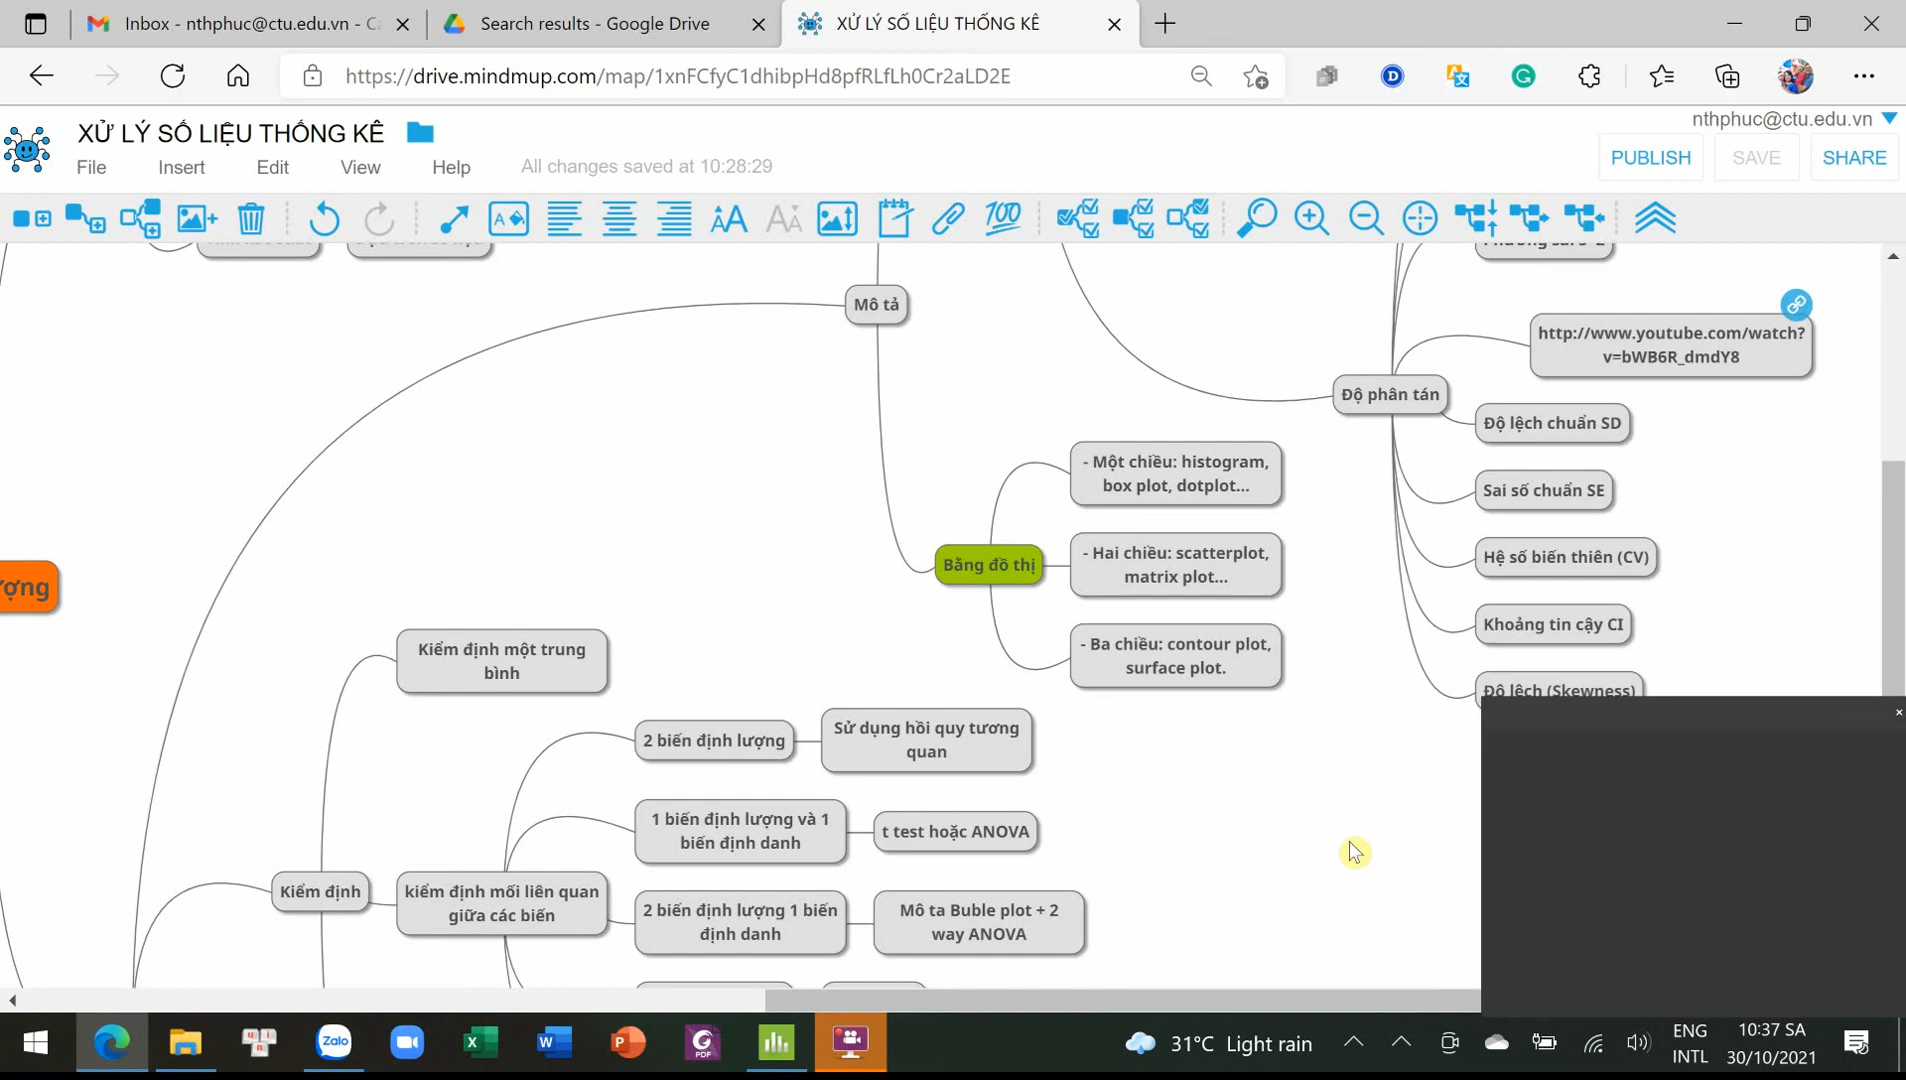 Inbox - nthphuc@ctu.edu.vn - Ca
Search results - Google Drive
XỬ LÝ SỐ LIỆU THỐNG KÊ
https://drive.mindmup.com/map/1xnFCfyC1dhibpHd8pfRLfLh0Cr2aLD2E
XỬ LÝ SỐ LIỆU THỐNG KÊ
nthphuc@ctu.edu.vn
File Insert Edit View Help
All changes saved at 10:28:29
PUBLISH SAVE SHARE
Mô tả
http://www.youtube.com/watch?
v=bWB6R_dmdY8
Độ phân tán
Độ lệch chuẩn SD
- Một chiều: histogram,
box plot, dotplot...
Sai số chuẩn SE
Bằng đồ thị
- Hai chiều: scatterplot,
matrix plot...
Hệ số biến thiên (CV)
ượng
Khoảng tin cậy CI
- Ba chiều: contour plot,
surface plot.
Độ lệch (Skewness)
Kiểm định một trung
bình
2 biến định lượng
Sử dụng hồi quy tương
quan
1 biến định lượng và 1
biến định danh
t test hoặc ANOVA
Kiểm định
kiểm định mối liên quan
giữa các biến
2 biến định lượng 1 biến
định danh
Mô ta Buble plot + 2
way ANOVA
Zalo
PDF
31°C Light rain
ENG
INTL
10:37 SA
30/10/2021